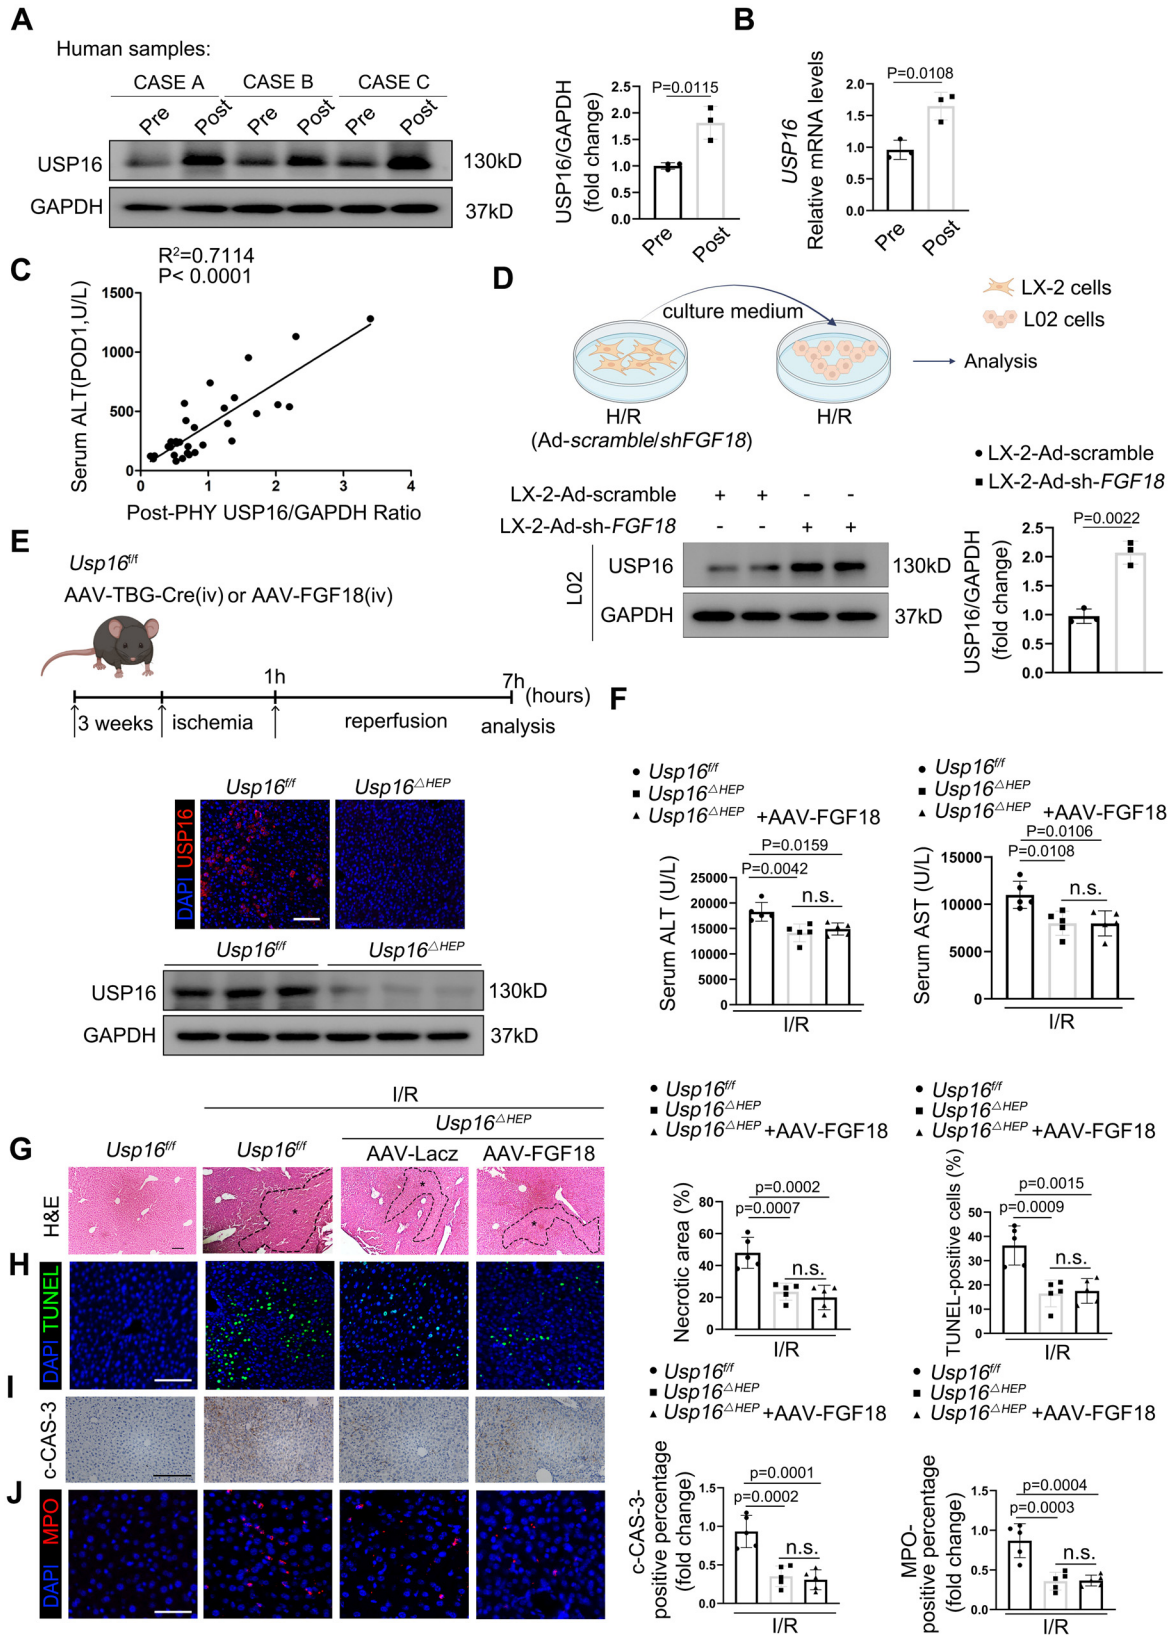 A
Human samples:
CASE A CASE B CASE C
Pre Post Pre Post Pre Post
USP16 130kD
GAPDH 37kD
USP16/GAPDH
(fold change)
P=0.0115
2.5
2.0
1.5
1.0
0.5
0.0
Pre Post
B
USP16
Relative mRNA levels
P=0.0108
2.0
1.5
1.0
0.5
0.0
Pre Post
C
R²=0.7114
P< 0.0001
Serum ALT(POD1,U/L)
1500
1000
500
0
0 1 2 3 4
Post-PHY USP16/GAPDH Ratio
D
culture medium
LX-2 cells
L02 cells
Analysis
H/R H/R
(Ad-scramble/shFGF18)
LX-2-Ad-scramble + + - -
LX-2-Ad-sh-FGF18 - - + +
L02
USP16 130kD
GAPDH 37kD
LX-2-Ad-scramble
LX-2-Ad-sh-FGF18
USP16/GAPDH
(fold change)
P=0.0022
2.5
2.0
1.5
1.0
0.5
0.0
E
Usp16f/f
AAV-TBG-Cre(iv) or AAV-FGF18(iv)
1h 7h (hours)
3 weeks ischemia reperfusion analysis
Usp16f/f Usp16△HEP
DAPI USP16
Usp16f/f Usp16△HEP
USP16 130kD
GAPDH 37kD
F
Usp16f/f
Usp16△HEP
Usp16△HEP +AAV-FGF18
P=0.0159
P=0.0042
n.s.
Serum ALT (U/L)
25000
20000
15000
10000
5000
0
I/R
Usp16f/f
Usp16△HEP
Usp16△HEP +AAV-FGF18
P=0.0106
P=0.0108
n.s.
Serum AST (U/L)
15000
10000
5000
0
I/R
I/R
Usp16△HEP
G
Usp16f/f Usp16f/f AAV-Lacz AAV-FGF18
H&E
* * *
H
DAPI TUNEL
I
c-CAS-3
J
DAPI MPO
Usp16f/f
Usp16△HEP
Usp16△HEP +AAV-FGF18
p=0.0002
p=0.0007
n.s.
Necrotic area (%)
80
60
40
20
0
I/R
Usp16f/f
Usp16△HEP
Usp16△HEP +AAV-FGF18
p=0.0015
p=0.0009
n.s.
TUNEL-positive cells (%)
50
40
30
20
10
0
I/R
Usp16f/f
Usp16△HEP
Usp16△HEP +AAV-FGF18
p=0.0001
p=0.0002
n.s.
c-CAS-3-
positive percentage
(fold change)
1.5
1.0
0.5
0.0
I/R
Usp16f/f
Usp16△HEP
Usp16△HEP +AAV-FGF18
p=0.0004
p=0.0003
n.s.
MPO-
positive percentage
(fold change)
1.5
1.0
0.5
0.0
I/R